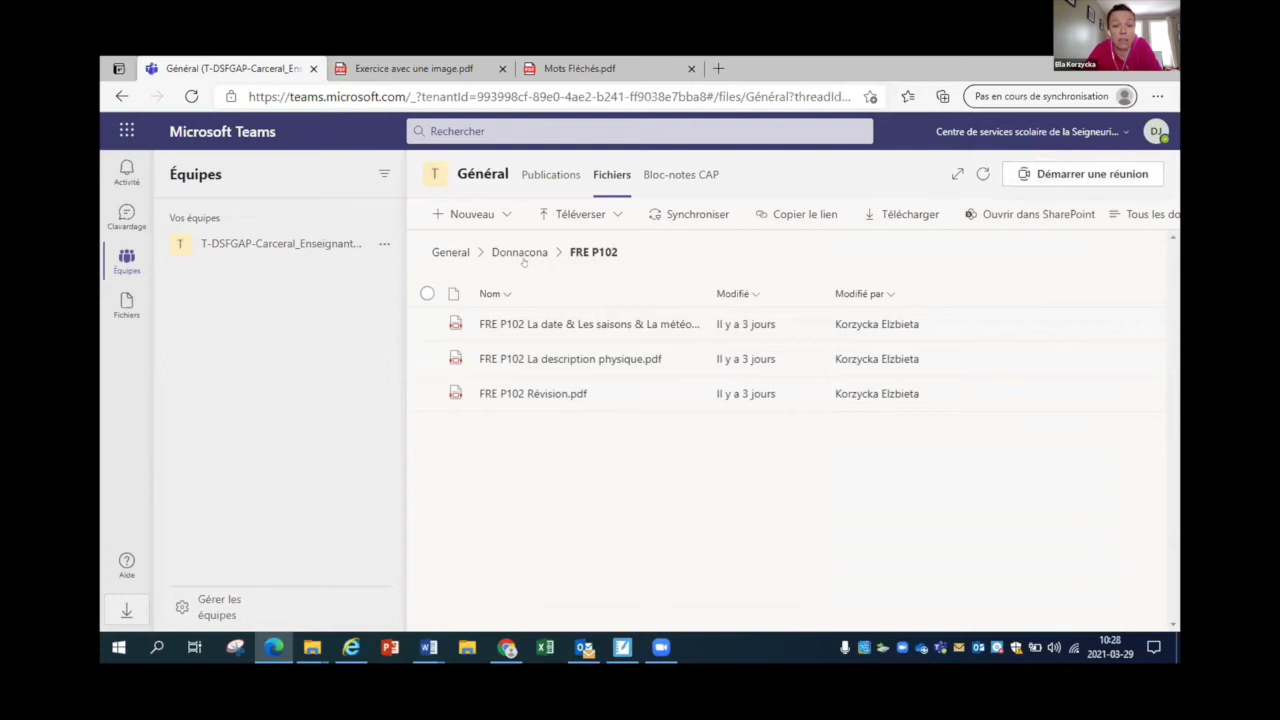 Ela Korzycka
Général (T-DSFGAP-Carceral_Ens
Exercice avec une image.pdf
Mots Fléchés.pdf
https://teams.microsoft.com/_?tenantId=993998cf-89e0-4ae2-b241-ff9038e7bba8#/files/Général?threadId...
Pas en cours de synchronisation
Microsoft Teams
Rechercher
Centre de services scolaire de la Seigneuri...
DJ
Activité
Clavardage
Équipes
Fichiers
Aide
Équipes
Vos équipes
T T-DSFGAP-Carceral_Enseignant...
Gérer les
équipes
T Général Publications Fichiers Bloc-notes CAP
Démarrer une réunion
Nouveau Téléverser Synchroniser Copier le lien Télécharger Ouvrir dans SharePoint Tous les do
General > Donnacona > FRE P102
Nom Modifié Modifié par
FRE P102 La date & Les saisons & La météo... Il y a 3 jours Korzycka Elzbieta
FRE P102 La description physique.pdf Il y a 3 jours Korzycka Elzbieta
FRE P102 Révision.pdf Il y a 3 jours Korzycka Elzbieta
10:28
2021-03-29